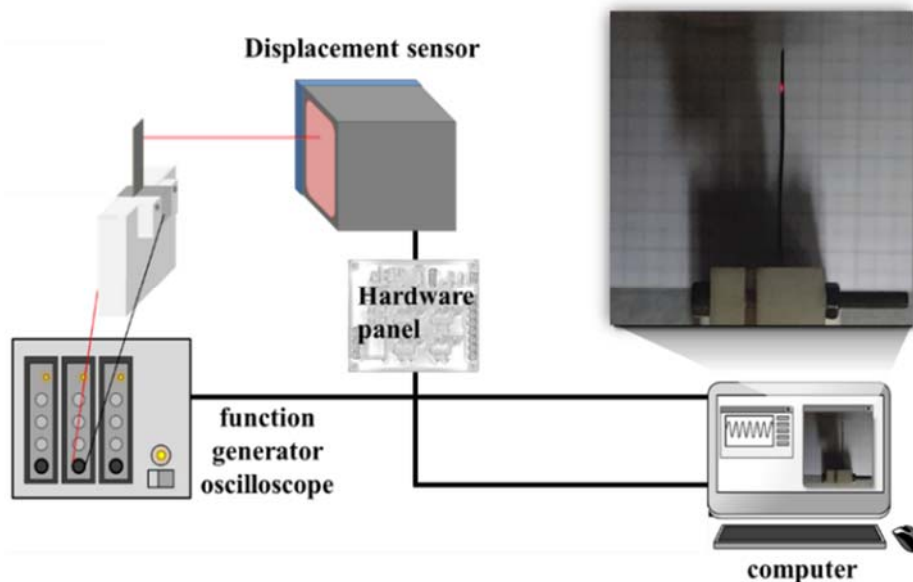 Displacement sensor
Hardware
panel
function
generator
oscilloscope
computer